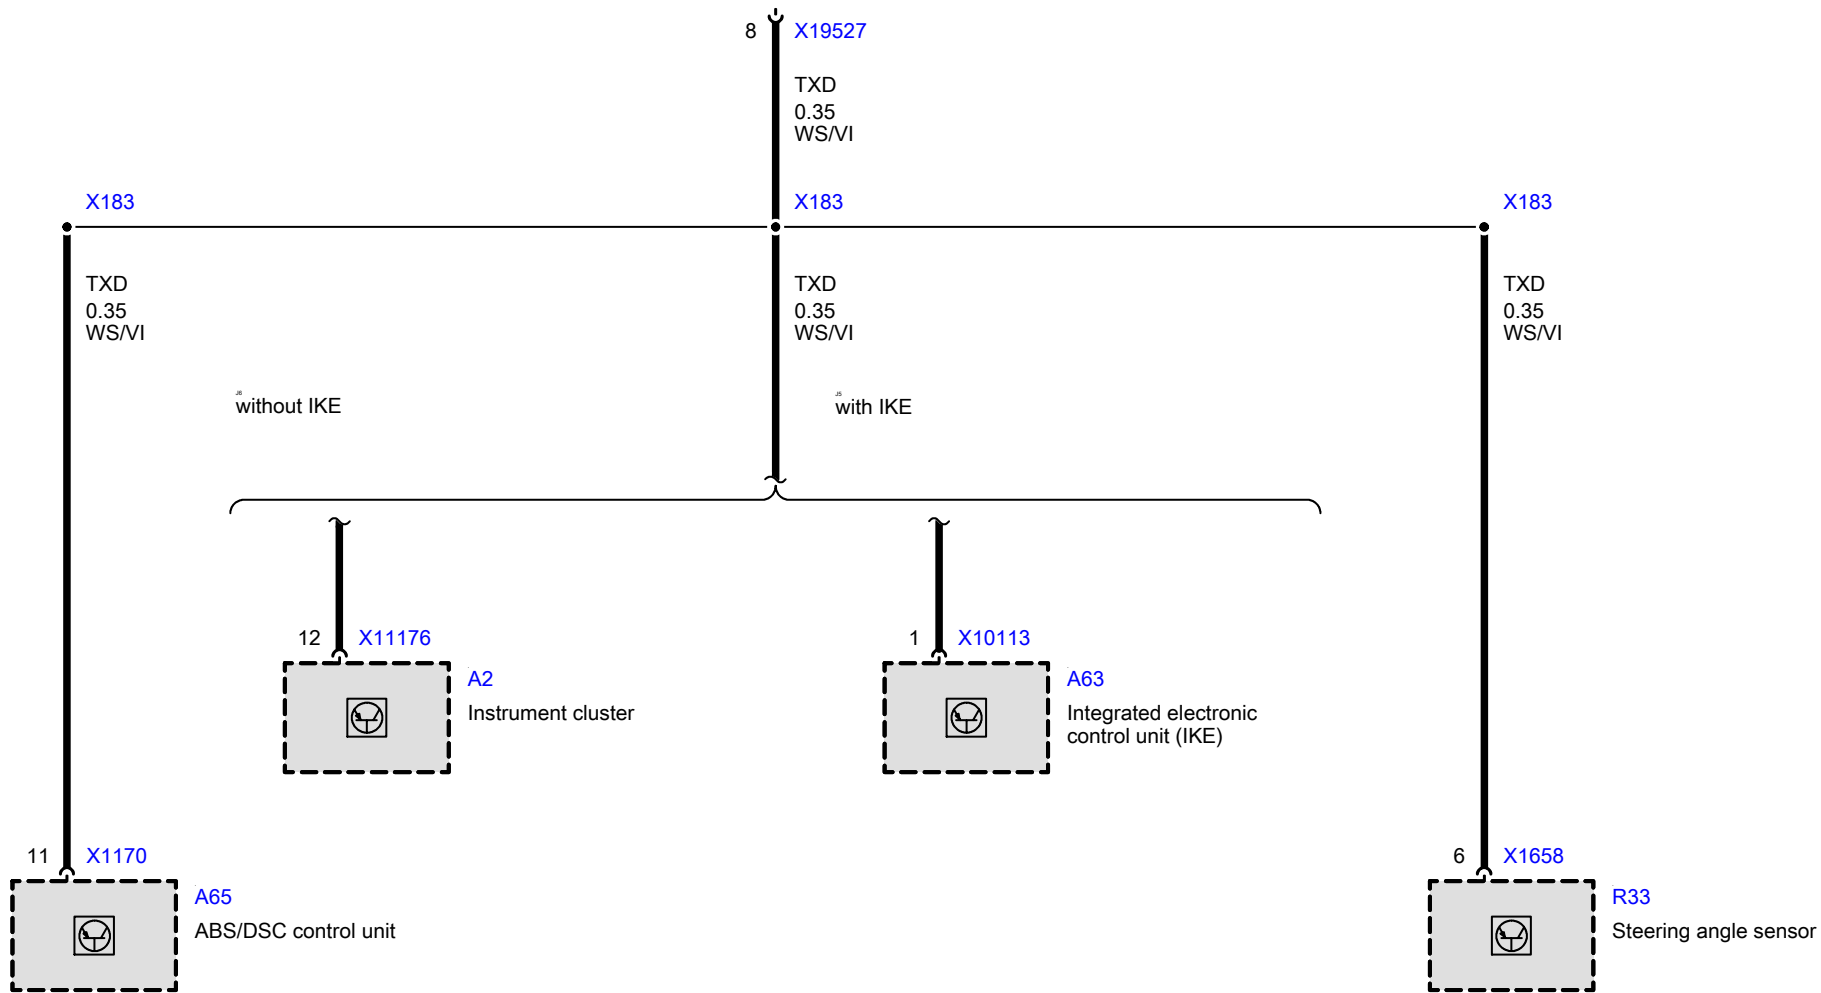 8 X19527
TXD
0.35
WS/VI
X183 X183 X183
TXD
0.35
WS/VI
TXD
0.35
WS/VI
TXD
0.35
WS/VI
J6
without IKE
J5
with IKE
12 X11176
A2
Instrument cluster
1 X10113
A63
Integrated electronic
control unit (IKE)
11 X1170
A65
ABS/DSC control unit
6 X1658
R33
Steering angle sensor